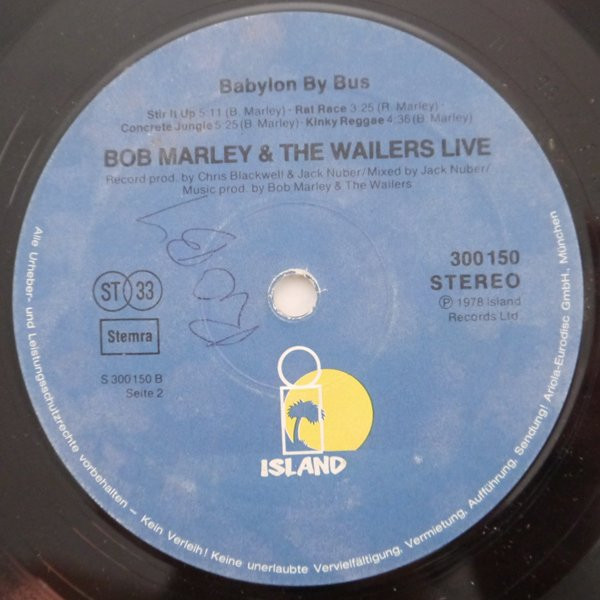 Babylon By Bus
Stir It Up 5:11 (B. Marley) · Rat Race 3:25 (R. Marley)
Concrete Jungle 5:25 (B. Marley) · Kinky Reggae 4:36 (B. Marley)
BOB MARLEY & THE WAILERS LIVE
Record prod. by Chris Blackwell & Jack Nuber/Mixed by Jack Nuber/
Music prod. by Bob Marley & The Wailers
300 150
STEREO
ST 33
Ⓟ 1978 Island
Records Ltd.
Stemra
S 300 150 B
Seite 2
ISLAND
Alle Urheber- und Leistungsschutzrechte vorbehalten – Kein Verleih! Keine unerlaubte Vervielfältigung, Vermietung, Aufführung, Sendung! Ariola-Eurodisc GmbH, München